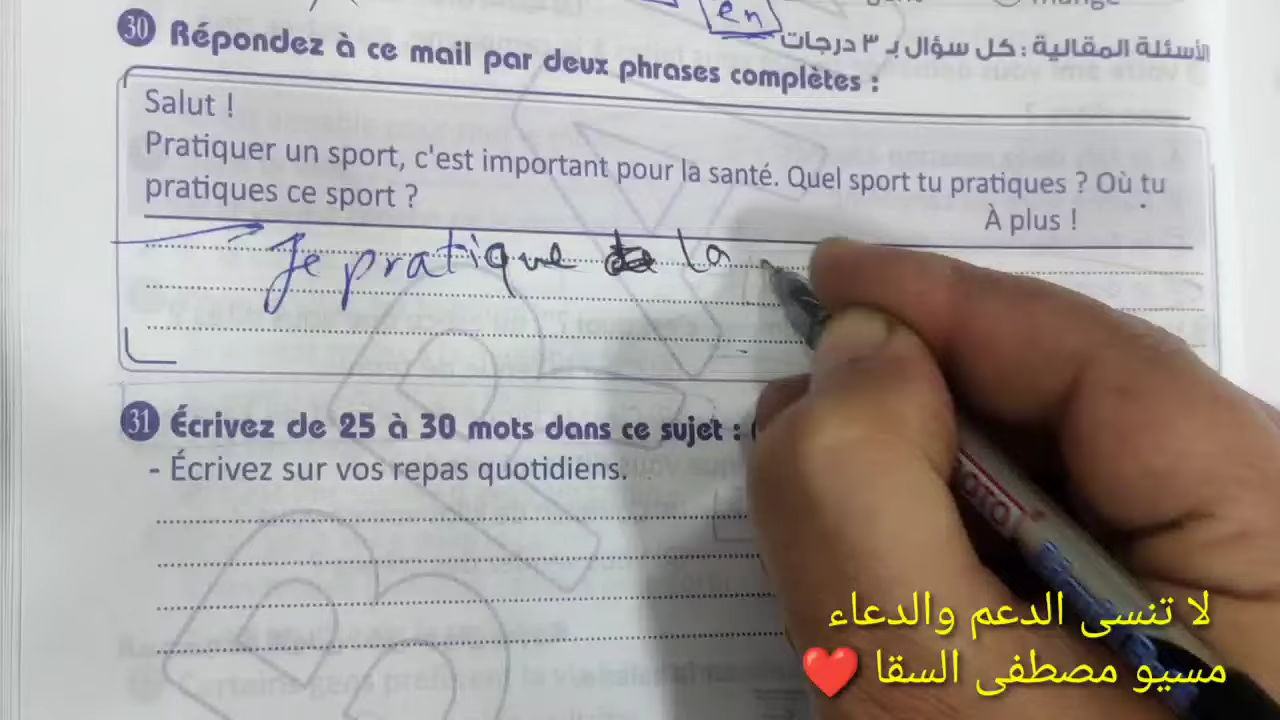 en
mange
الأسئلة المقالية : كل سؤال بـ ٣ درجات
30 Répondez à ce mail par deux phrases complètes :
Salut !
Pratiquer un sport, c'est important pour la santé. Quel sport tu pratiques ? Où tu
pratiques ce sport ?
À plus !
Je pratique la
31 Écrivez de 25 à 30 mots dans ce sujet :
- Écrivez sur vos repas quotidiens.
لا تنسى الدعم والدعاء
مسيو مصطفى السقا ❤️